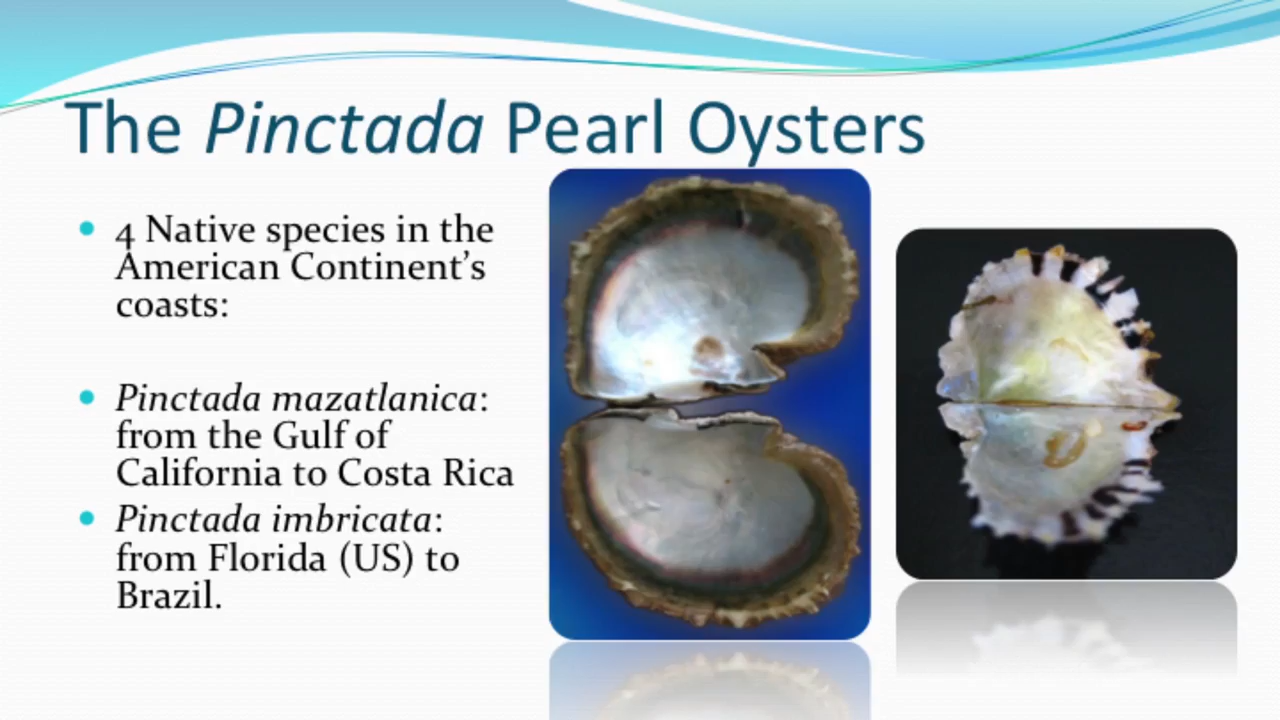 The Pinctada Pearl Oysters
4 Native species in the
American Continent’s
coasts:
Pinctada mazatlanica:
from the Gulf of
California to Costa Rica
Pinctada imbricata:
from Florida (US) to
Brazil.